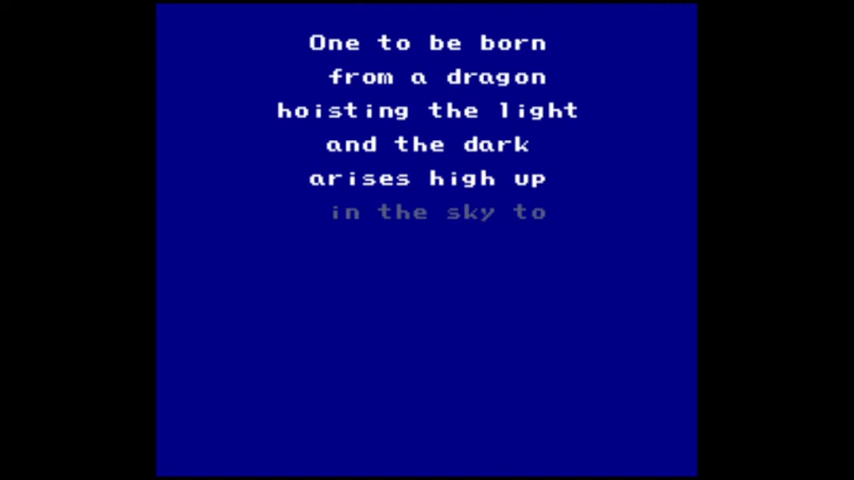 One to be born
from a dragon
hoisting the light
and the dark
arises high up
in the sky to